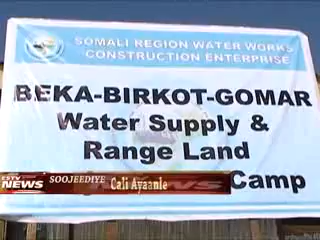 SOMALI REGION WATER WORKS
CONSTRUCTION ENTERPRISE
BEKA-BIRKOT-GOMAR
Water Supply &
Range Land
Camp
ESTV
NEWS
SOOJEEDIYE
Cali Ayaanle